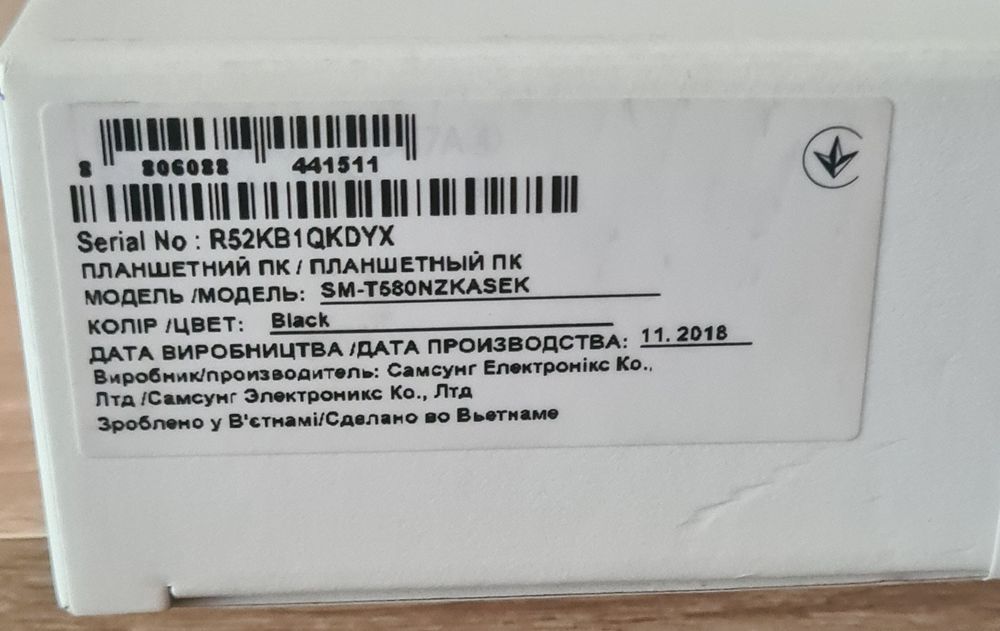 8 806088 441511
Serial No : R52KB1QKDYX
ПЛАНШЕТНИЙ ПК / ПЛАНШЕТНЫЙ ПК
МОДЕЛЬ /МОДЕЛЬ: SM-T580NZKASEK
КОЛІР /ЦВЕТ: Black
ДАТА ВИРОБНИЦТВА /ДАТА ПРОИЗВОДСТВА: 11. 2018
Виробник/производитель: Самсунг Електронікс Ко.,
Лтд /Самсунг Электроникс Ко., Лтд
Зроблено у В'єтнамі/Сделано во Вьетнаме